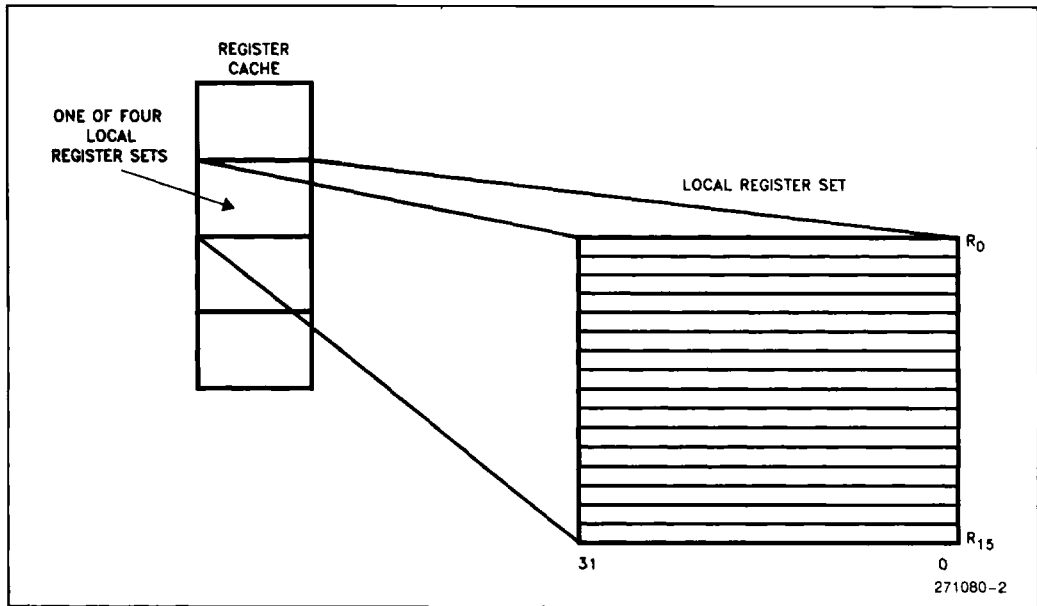 REGISTER
CACHE
ONE OF FOUR
LOCAL
REGISTER SETS
LOCAL REGISTER SET
R0
R15
31
0
271080-2